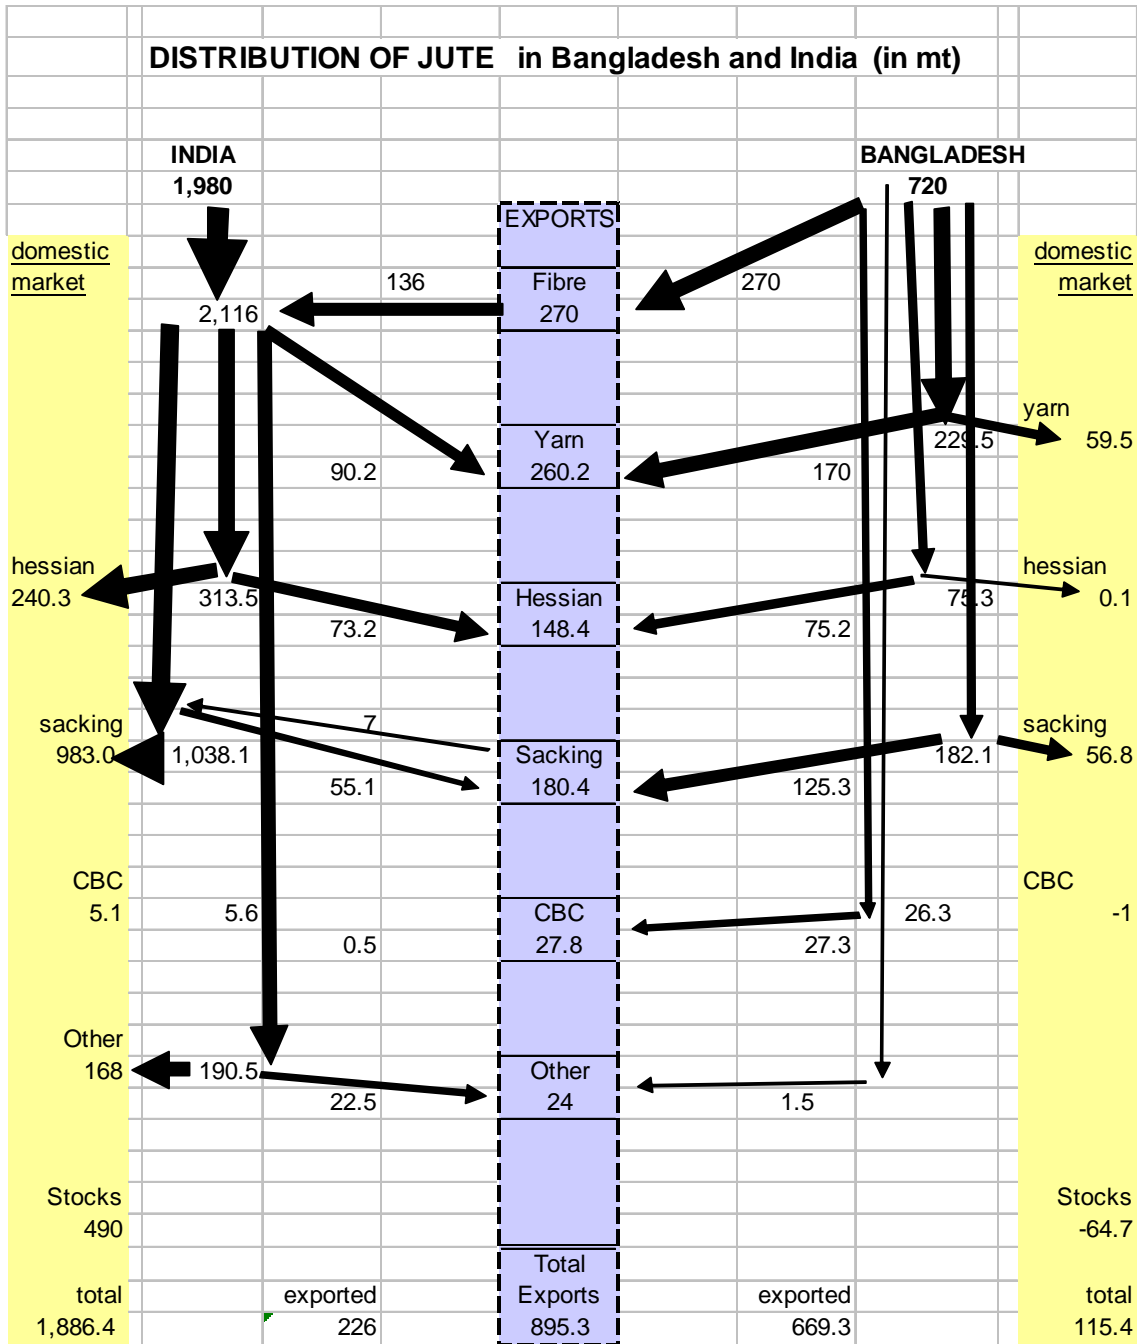 DISTRIBUTION OF JUTE in Bangladesh and India (in mt)
INDIA BANGLADESH
1,980 720
EXPORTS
domestic domestic
market 136 Fibre 270 market
2,116 270
yarn
Yarn 229.5 59.5
90.2 260.2 170
hessian hessian
240.3 313.5 Hessian 75.3 0.1
73.2 148.4 75.2
sacking 7 sacking
983.0 1,038.1 Sacking 182.1 56.8
55.1 180.4 125.3
CBC CBC
5.1 5.6 CBC 26.3 -1
0.5 27.8 27.3
Other
168 190.5 Other
22.5 24 1.5
Stocks Stocks
490 -64.7
Total
total exported Exports exported total
1,886.4 226 895.3 669.3 115.4